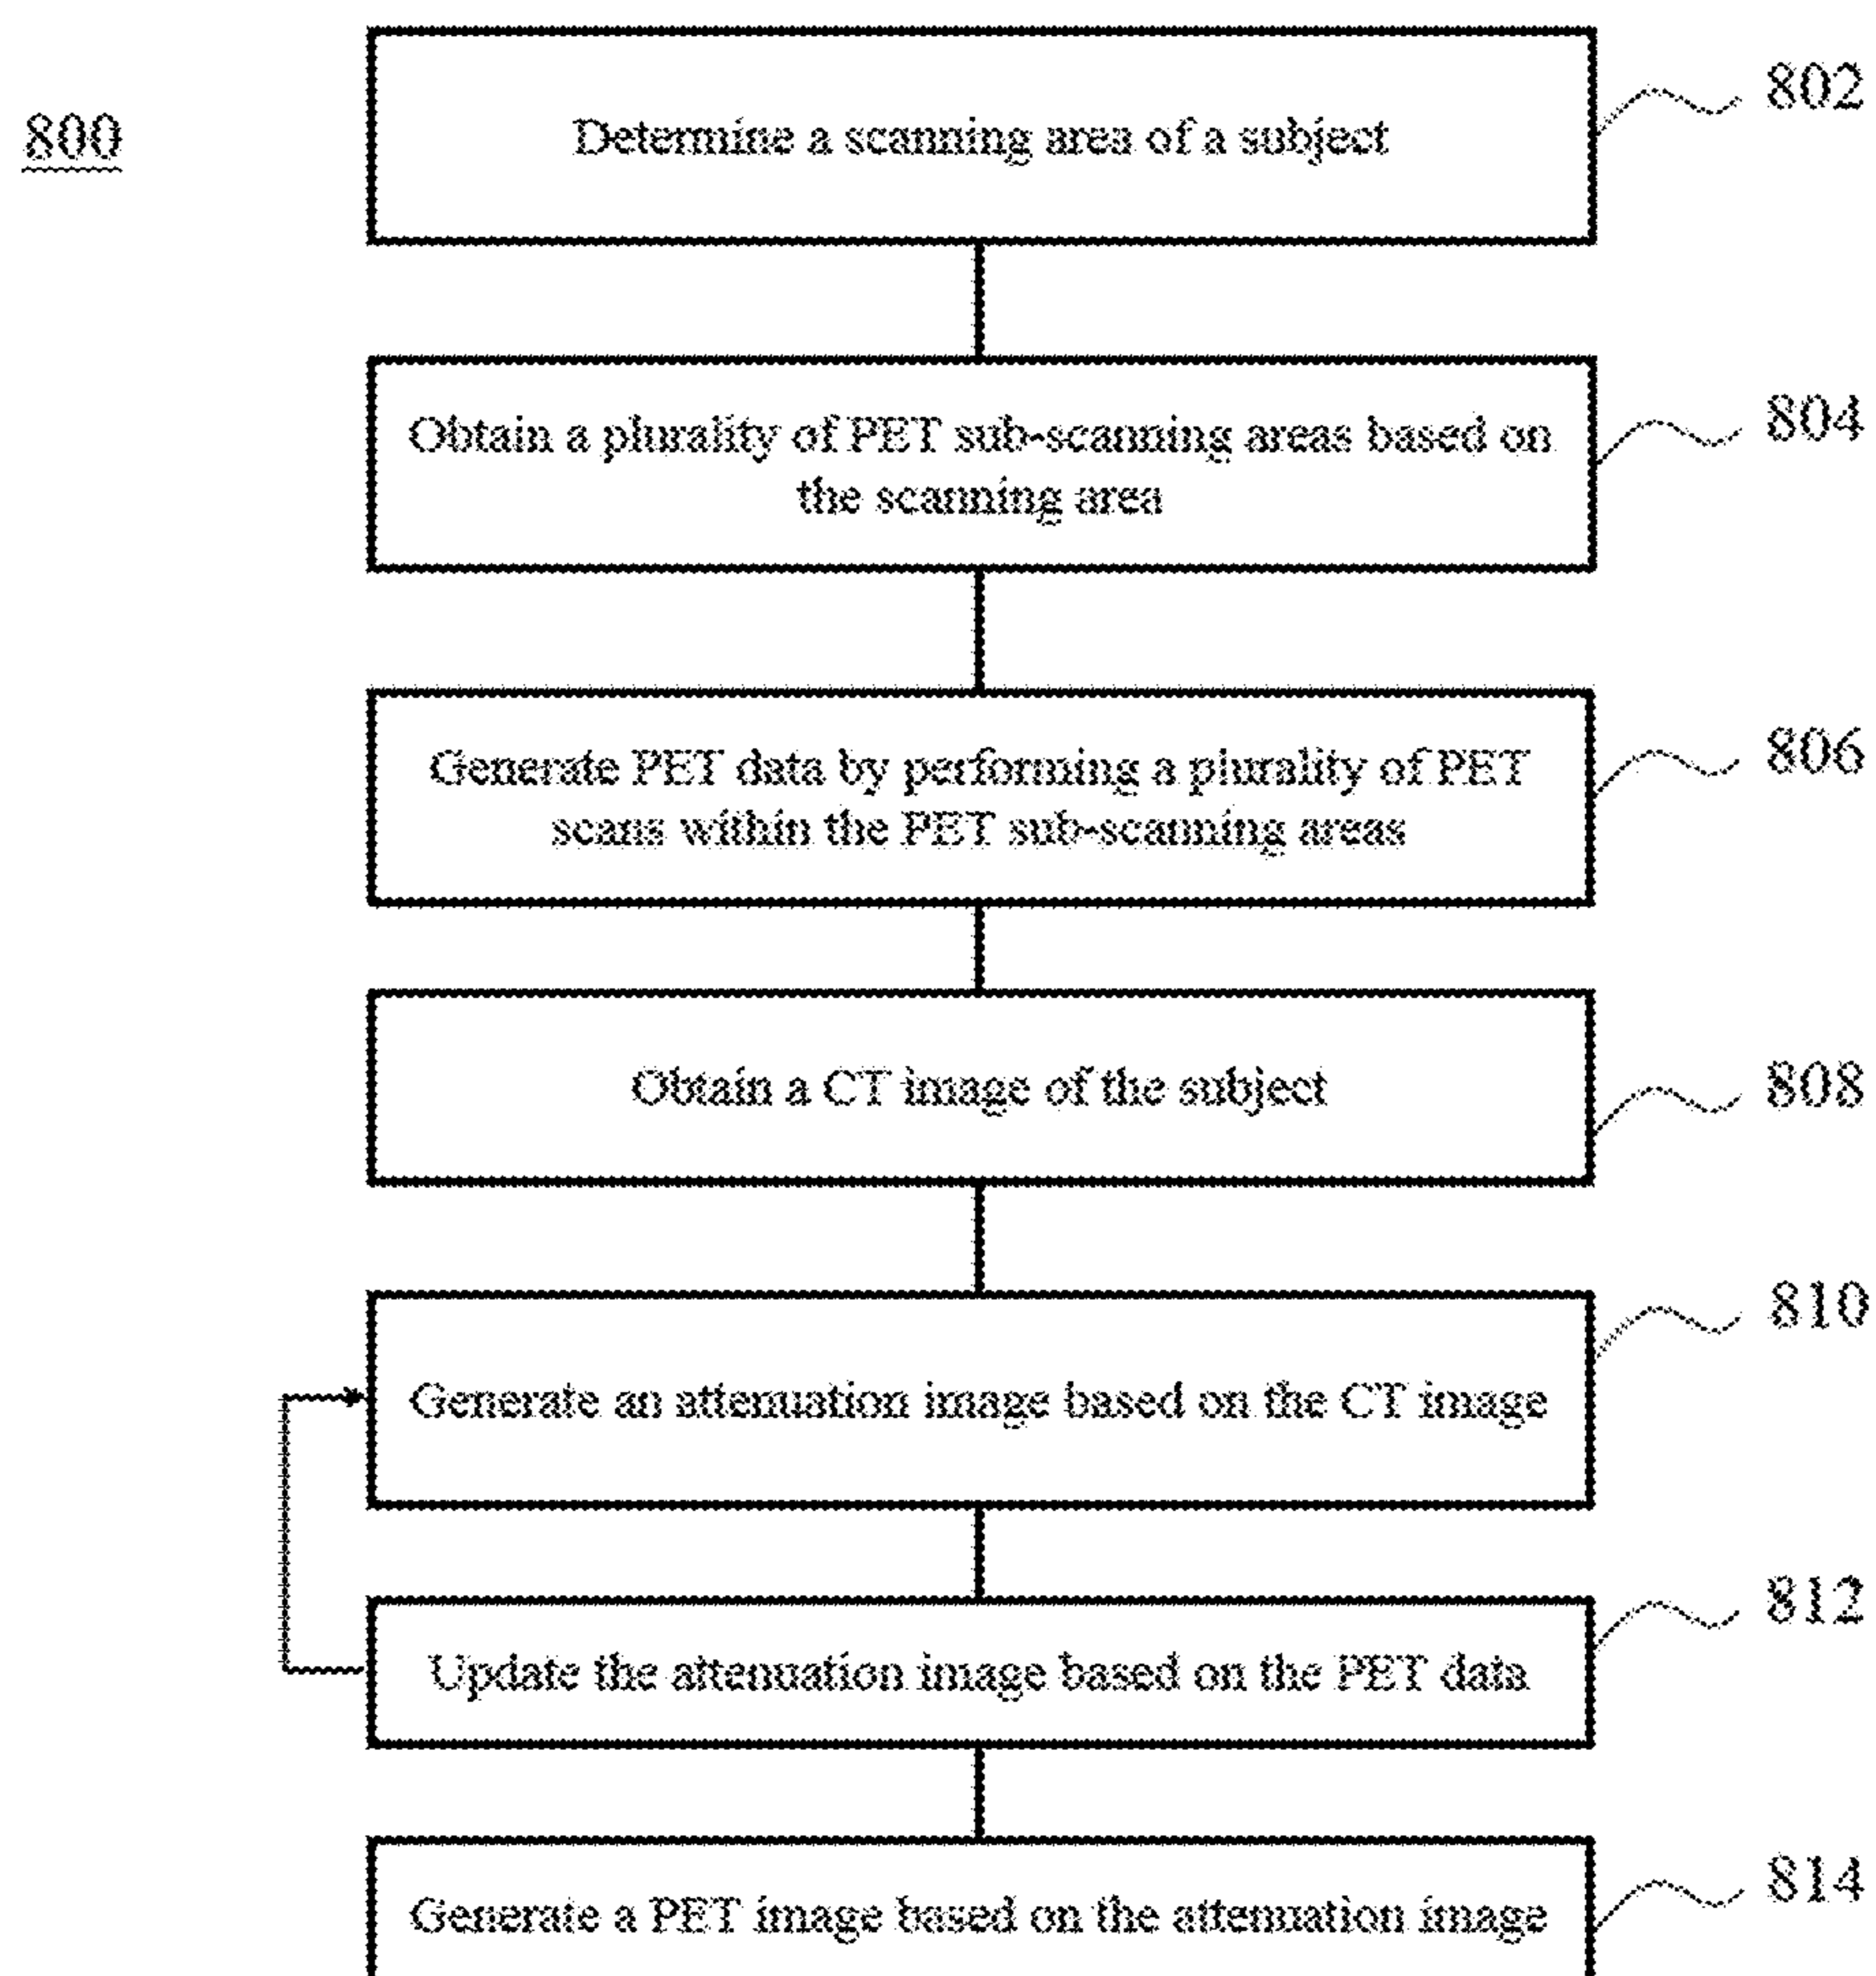 800
Determine a scanning area of a subject
802
Obtain a plurality of PET sub-scanning areas based on
the scanning area
804
Generate PET data by performing a plurality of PET
scans within the PET sub-scanning areas
806
Obtain a CT image of the subject
808
Generate an attenuation image based on the CT image
810
Update the attenuation image based on the PET data
812
Generate a PET image based on the attenuation image
814